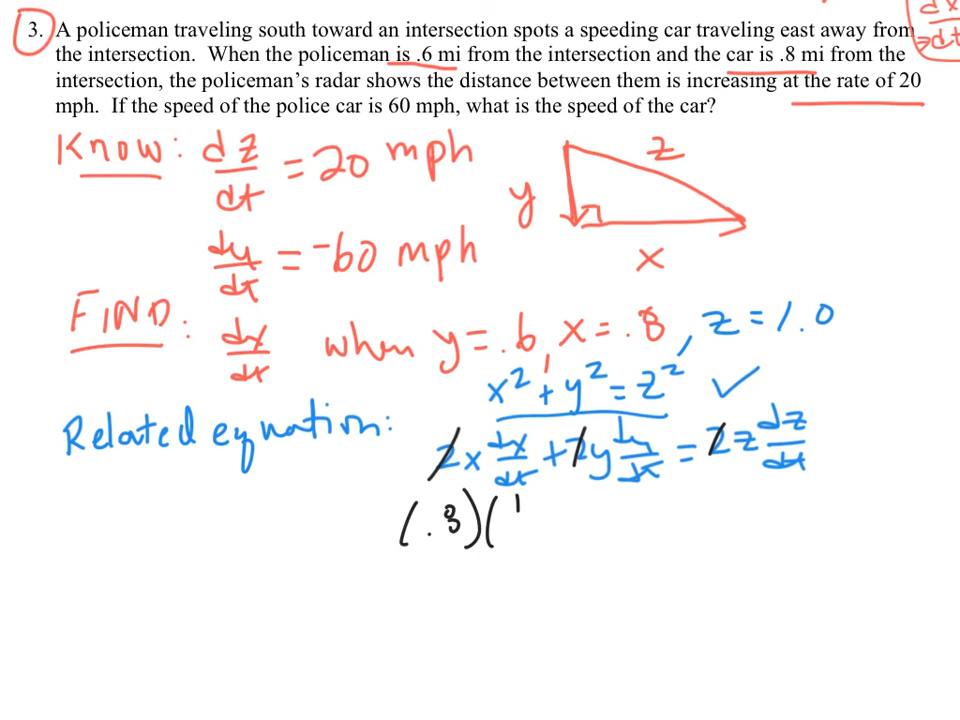 3. A policeman traveling south toward an intersection spots a speeding car traveling east away from
the intersection. When the policeman is .6 mi from the intersection and the car is .8 mi from the
intersection, the policeman's radar shows the distance between them is increasing at the rate of 20
mph. If the speed of the police car is 60 mph, what is the speed of the car?
dx/dt
Know: dz/dt = 20 mph
z
y
dy/dt = -60 mph
x
FIND: dx/dt when y = .6, x = .8, z = 1.0
x² + y² = z² ✓
Related equation:
2x dx/dt + 2y dy/dt = 2z dz/dt
(.8)(